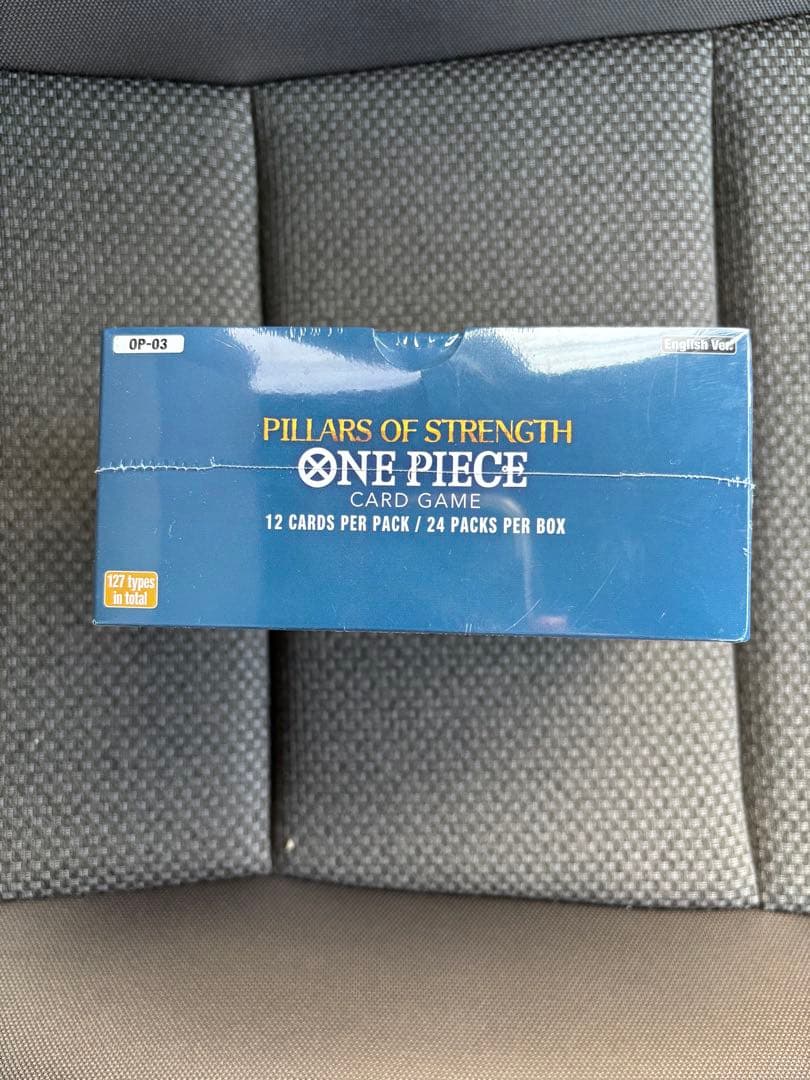 OP-03
English Ver.
PILLARS OF STRENGTH
ONE PIECE
CARD GAME
12 CARDS PER PACK / 24 PACKS PER BOX
127 types
in total